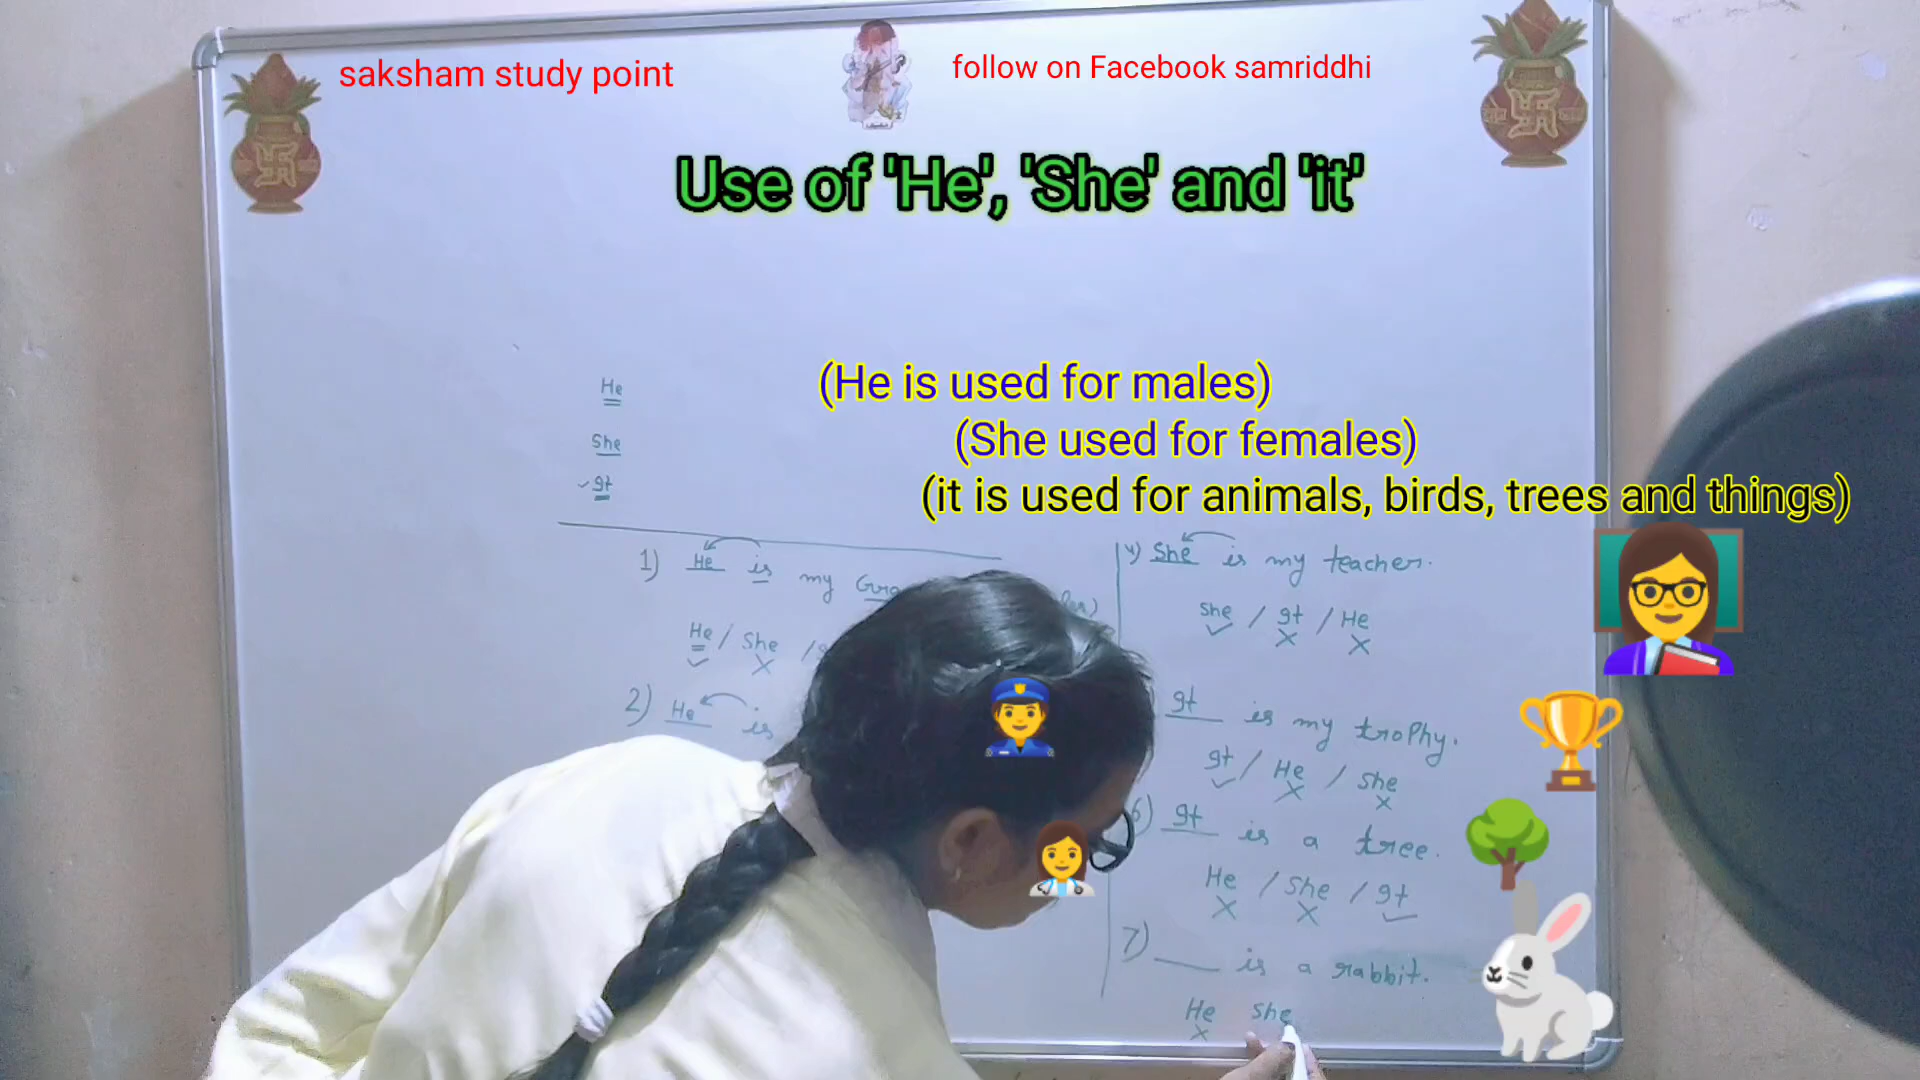 saksham study point
follow on Facebook samriddhi
Use of 'He', 'She' and 'it'
He
(He is used for males)
She
(She used for females)
It
(it is used for animals, birds, trees and things)
1) He is my
He / She /
2) He is
4) She is my teacher.
She / It / He
It is my trophy.
It / He / She
6) It is a tree.
He / She / It
7) ____ is a rabbit.
He She